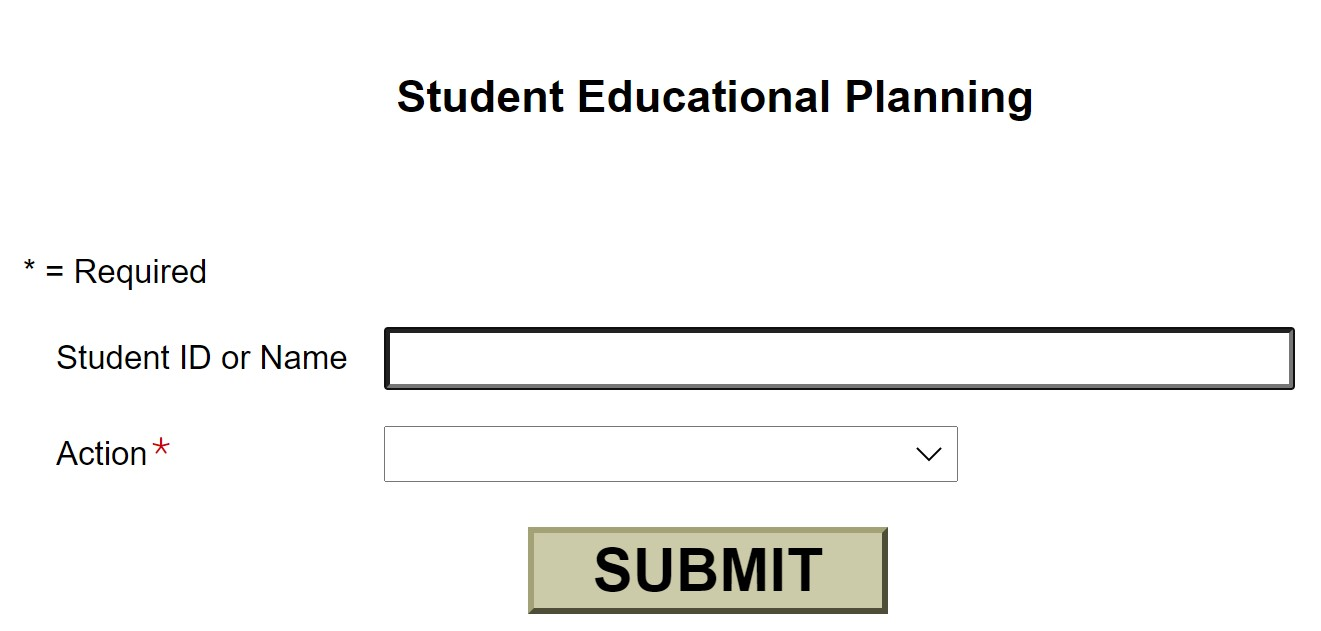 Student Educational Planning
* = Required
Student ID or Name
Action*
SUBMIT